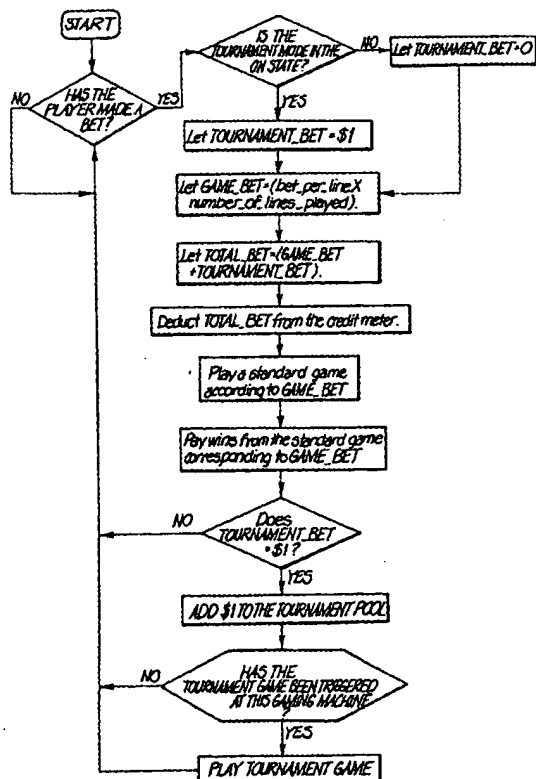 START
HAS THE
PLAYER MADE A
BET?
NO
YES
IS THE
TOURNAMENT MODE IN THE
ON STATE?
NO
Let TOURNAMENT_BET=0
YES
Let TOURNAMENT_BET = $1
Let GAME_BET=(bet_per_line X
number_of_lines_played).
Let TOTAL_BET=(GAME_BET
+TOURNAMENT_BET).
Deduct TOTAL_BET from the credit meter.
Play a standard game
according to GAME_BET
Pay wins from the standard game
corresponding to GAME_BET
Does
TOURNAMENT_BET
= $1?
NO
YES
ADD $1 TO THE TOURNAMENT POOL
HAS THE
TOURNAMENT GAME BEEN TRIGGERED
AT THIS GAMING MACHINE
?
NO
YES
PLAY TOURNAMENT GAME